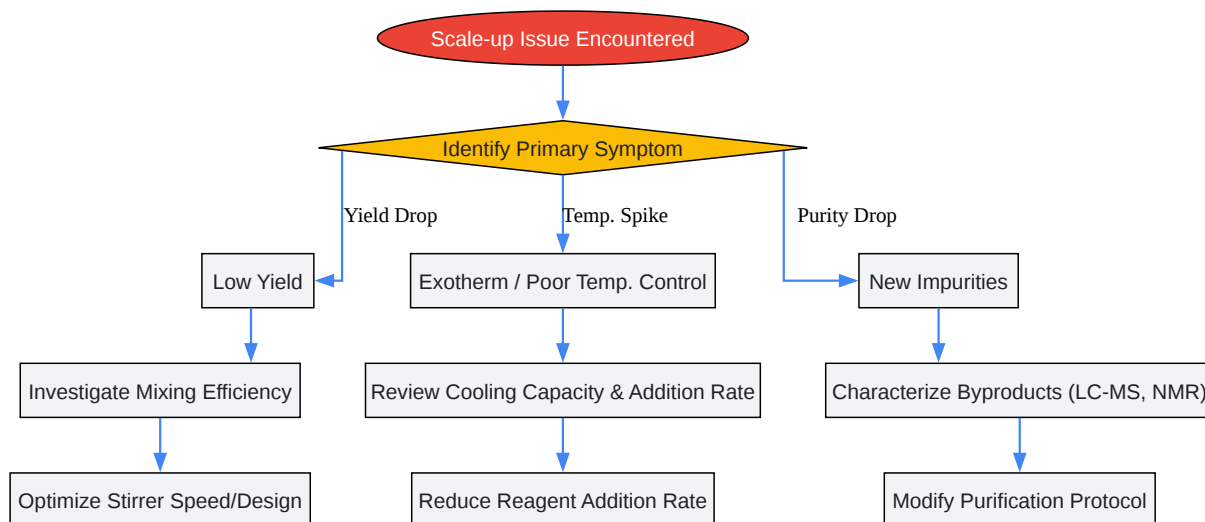 Scale-up Issue Encountered
Identify Primary Symptom
Yield Drop
Temp. Spike
Purity Drop
Low Yield
Exotherm / Poor Temp. Control
New Impurities
Investigate Mixing Efficiency
Review Cooling Capacity & Addition Rate
Characterize Byproducts (LC-MS, NMR)
Optimize Stirrer Speed/Design
Reduce Reagent Addition Rate
Modify Purification Protocol